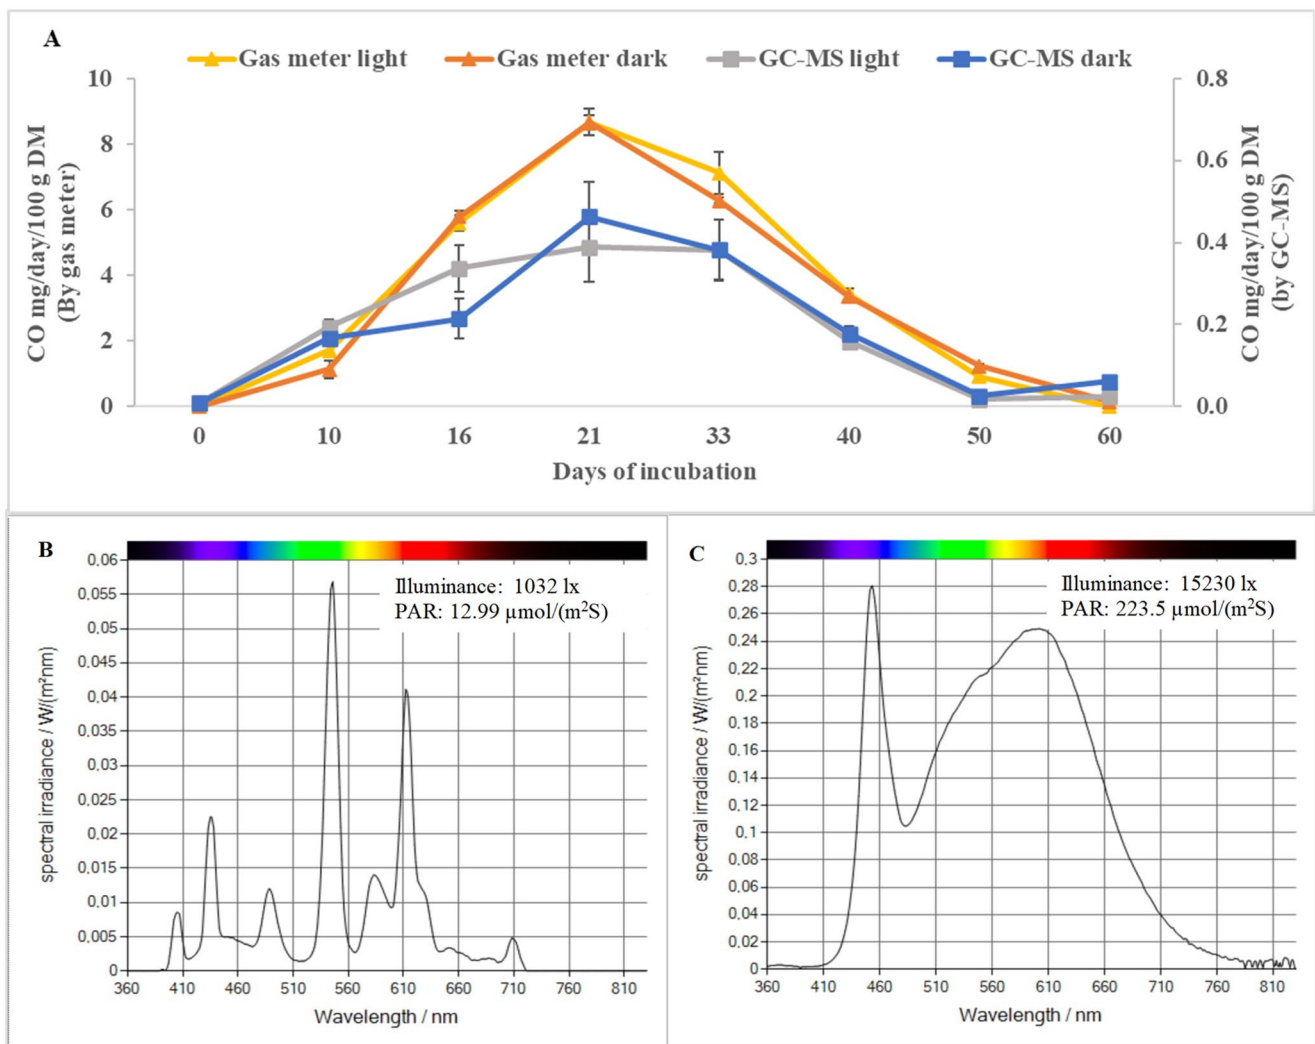 A
Gas meter light Gas meter dark GC-MS light GC-MS dark
CO mg/day/100 g DM
(By gas meter)
10
8
6
4
2
0
0.8
0.6
0.4
0.2
0.0
CO mg/day/100 g DM
(by GC-MS)
0 10 16 21 33 40 50 60
Days of incubation
B
Illuminance: 1032 lx
PAR: 12.99 µmol/(m²S)
spectral irradiance / W/(m²nm)
0,06
0,055
0,05
0,045
0,04
0,035
0,03
0,025
0,02
0,015
0,01
0,005
0
360 410 460 510 560 610 660 710 760 810
Wavelength / nm
C
Illuminance: 15230 lx
PAR: 223.5 µmol/(m²S)
spectral irradiance / W/(m²nm)
0,3
0,28
0,26
0,24
0,22
0,2
0,18
0,16
0,14
0,12
0,1
0,08
0,06
0,04
0,02
0
360 410 460 510 560 610 660 710 760 810
Wavelength / nm